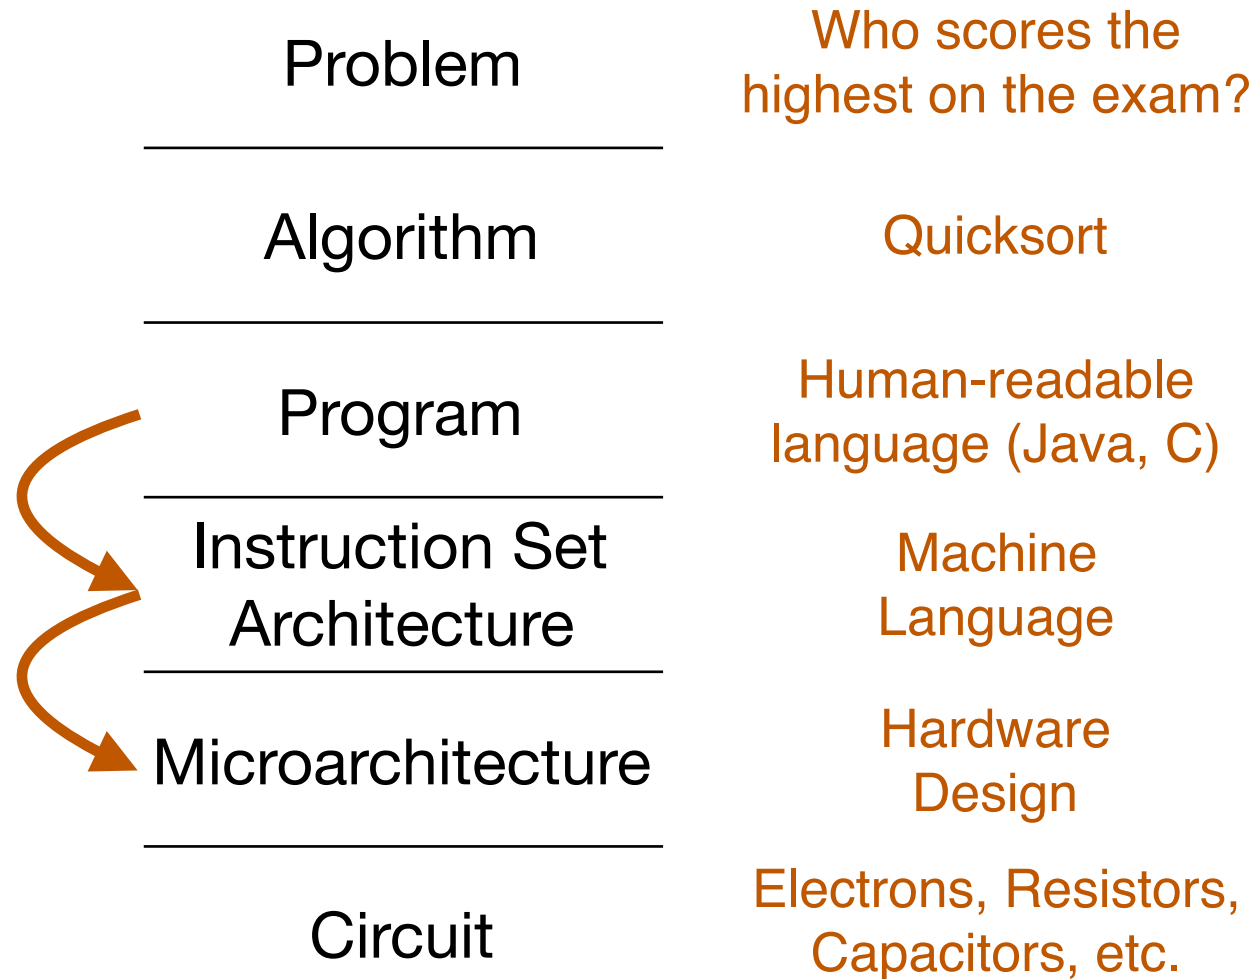 Problem
Who scores the
highest on the exam?
Algorithm
Quicksort
Program
Human-readable
language (Java, C)
Instruction Set
Architecture
Machine
Language
Microarchitecture
Hardware
Design
Circuit
Electrons, Resistors,
Capacitors, etc.